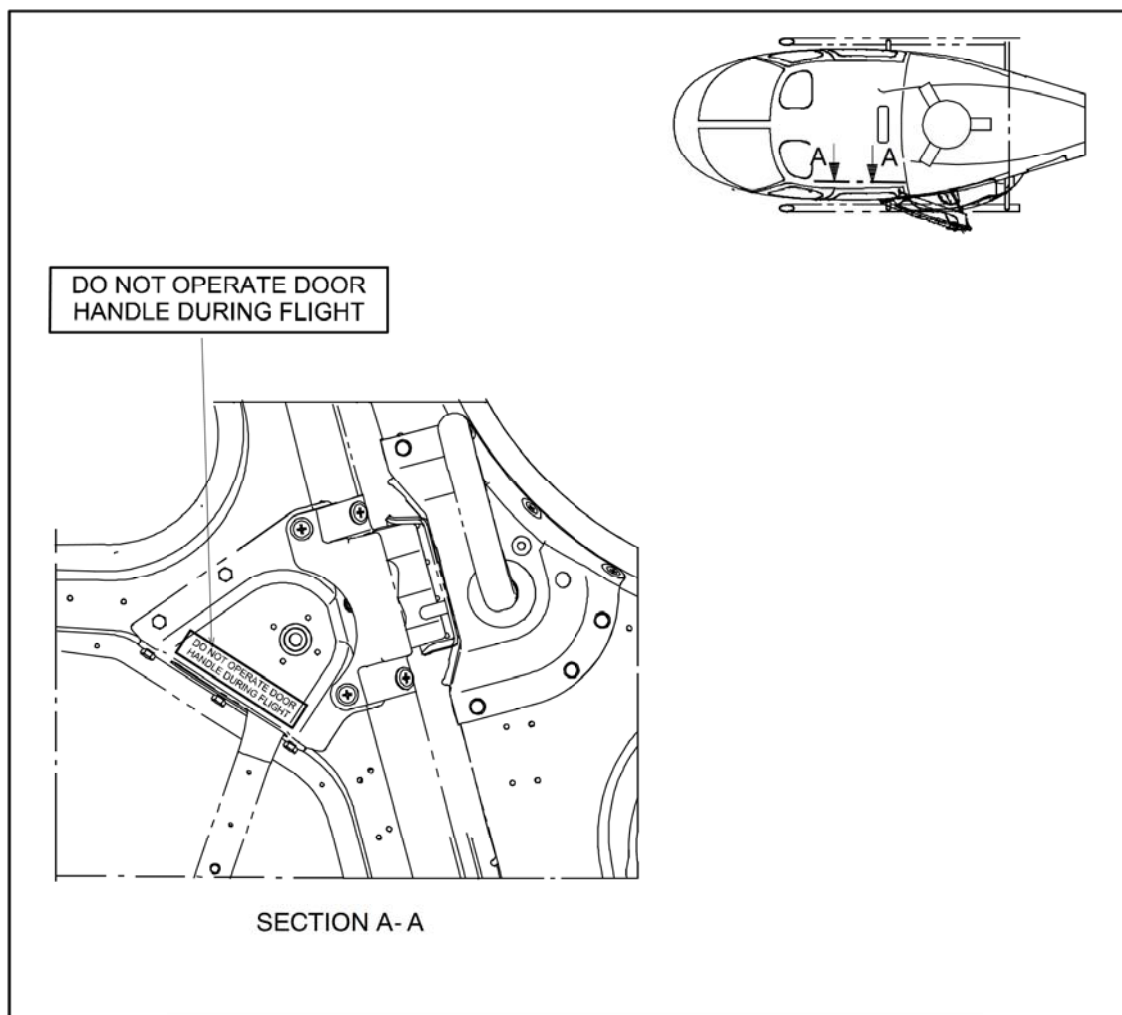 A A
DO NOT OPERATE DOOR
HANDLE DURING FLIGHT
DO NOT OPERATE DOOR
HANDLE DURING FLIGHT
SECTION A- A